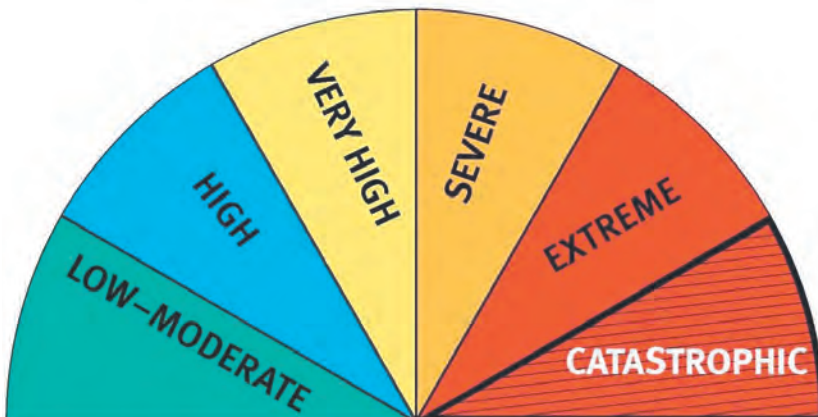 LOW–MODERATE
HIGH
VERY HIGH
SEVERE
EXTREME
CATASTROPHIC